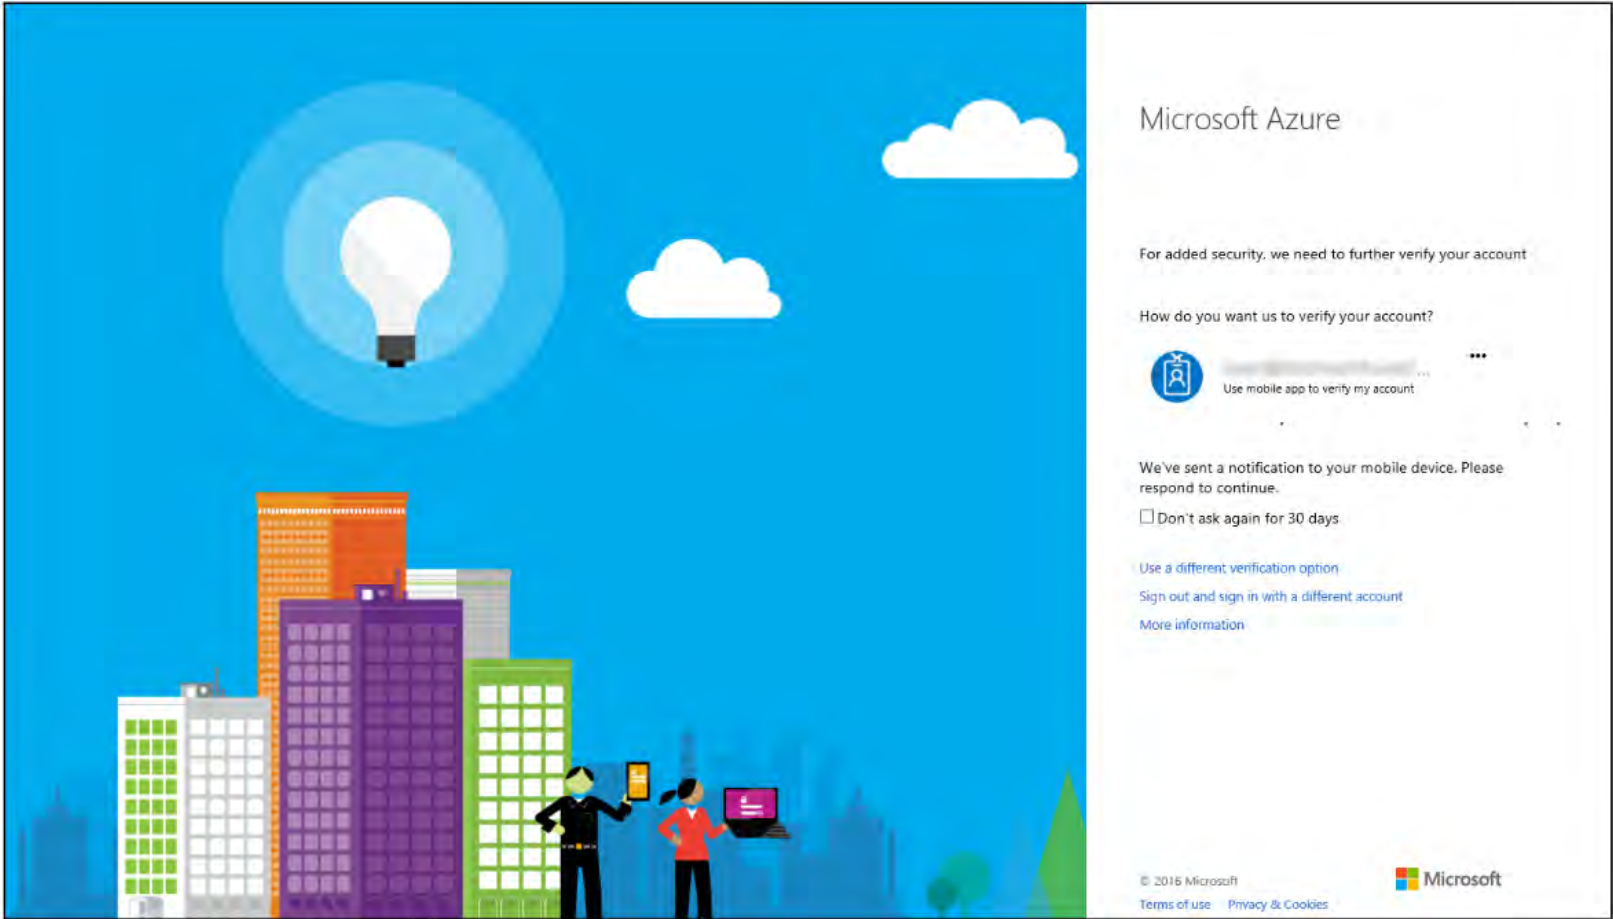 Microsoft Azure
For added security, we need to further verify your account
How do you want us to verify your account?
...
Use mobile app to verify my account
We've sent a notification to your mobile device. Please
respond to continue.
Don't ask again for 30 days
Use a different verification option
Sign out and sign in with a different account
More information
© 2016 Microsoft
Microsoft
Terms of use Privacy & Cookies